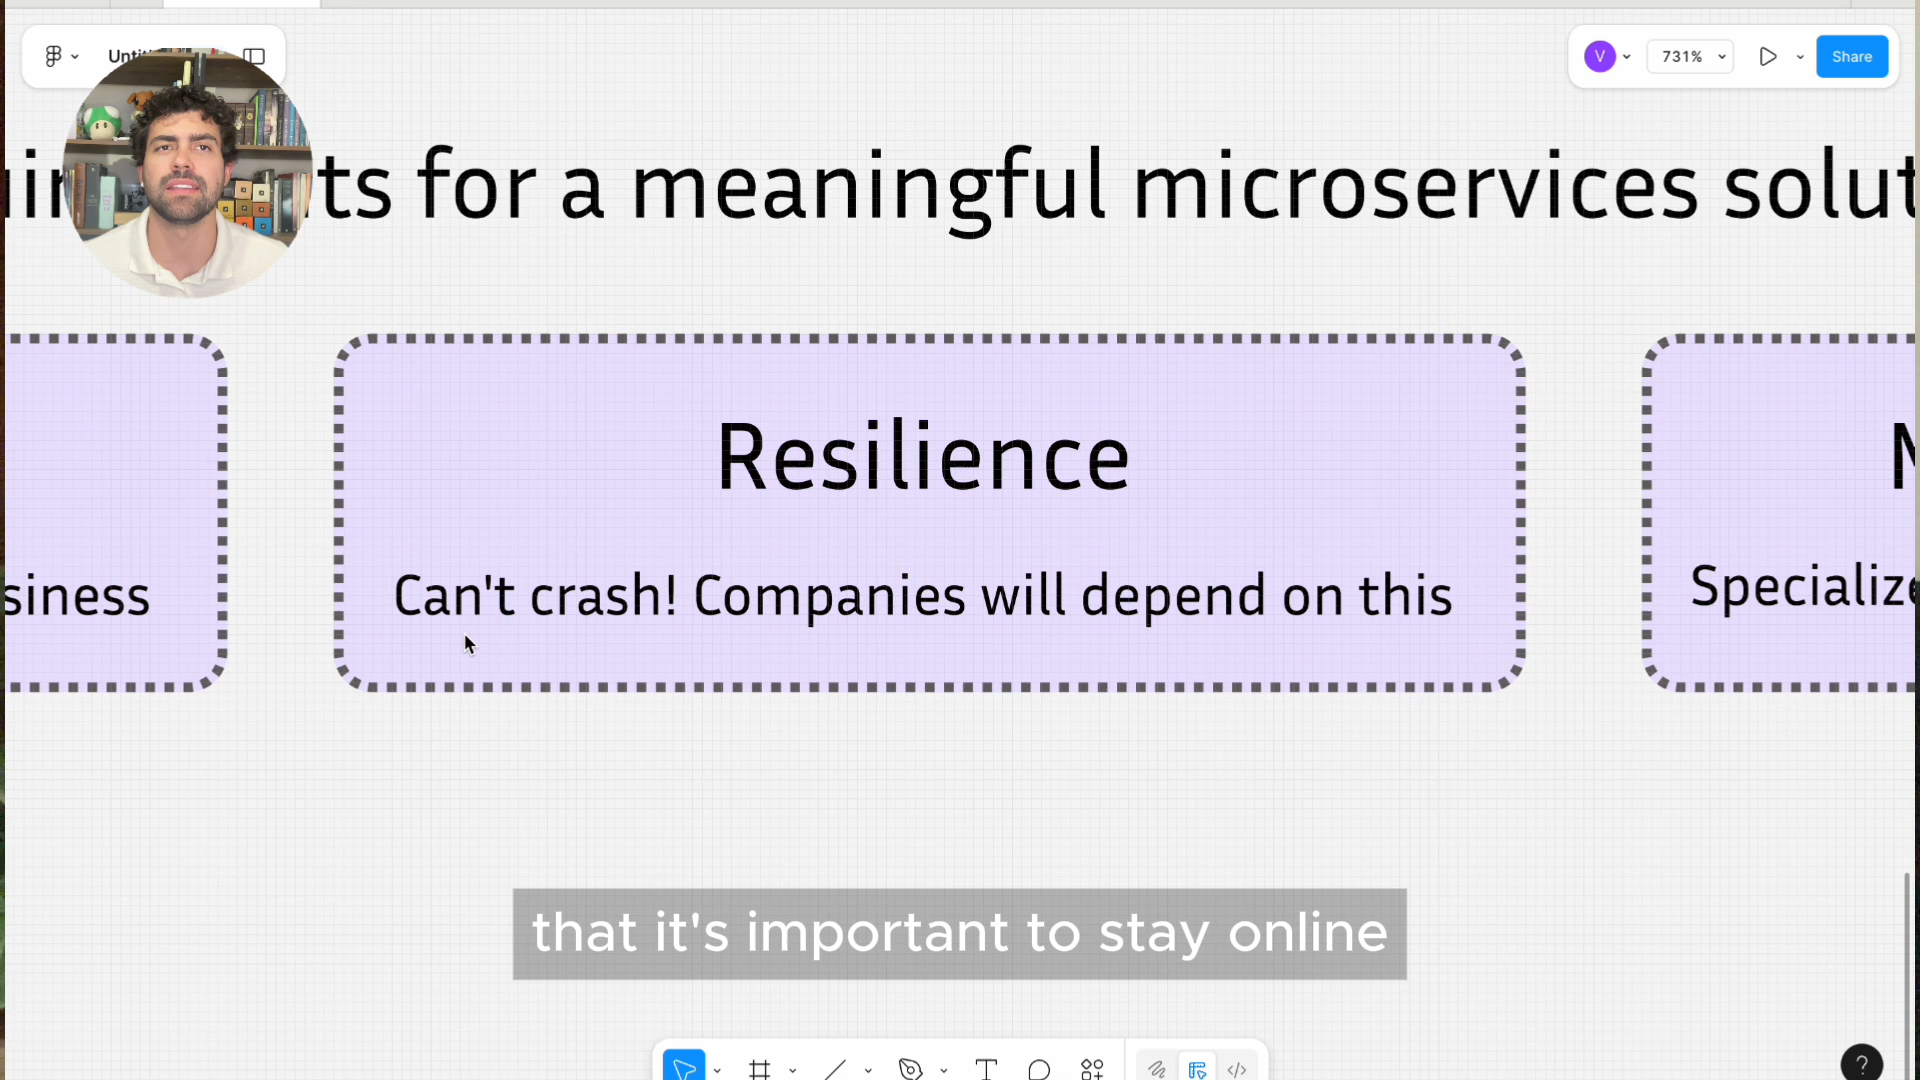 V
731%
Share
ts for a meaningful microservices solut
Resilience
siness
Can't crash! Companies will depend on this
Specialize
that it's important to stay online
?